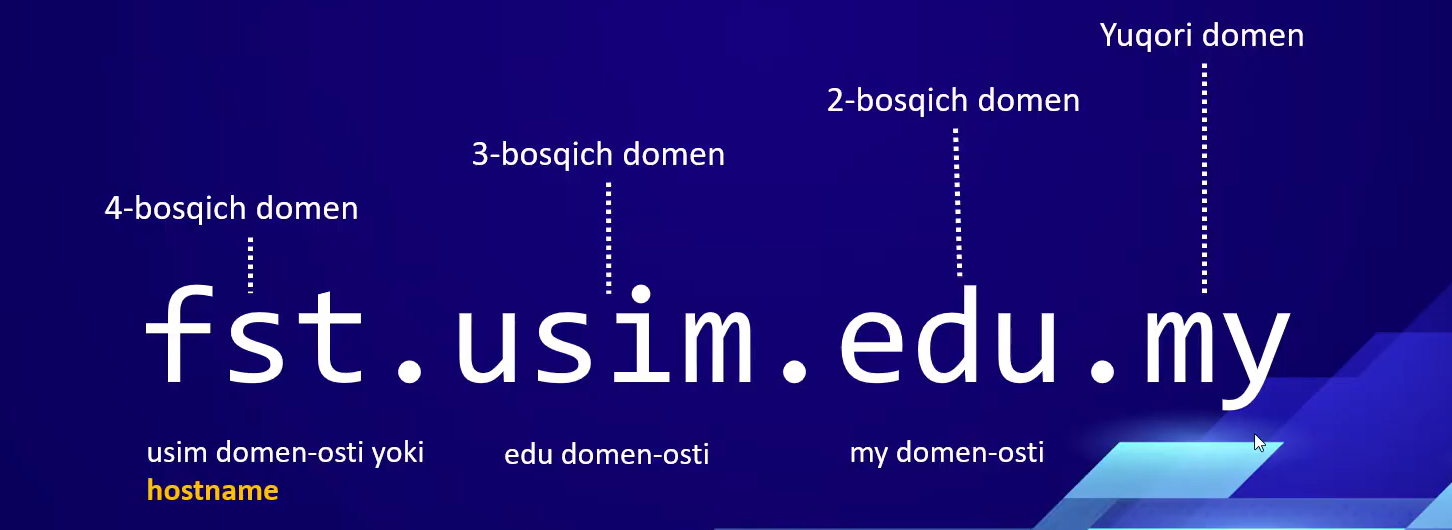 Yuqori domen
2-bosqich domen
3-bosqich domen
4-bosqich domen
fst.usim.edu.my
usim domen-osti yoki
hostname
edu domen-osti
my domen-osti